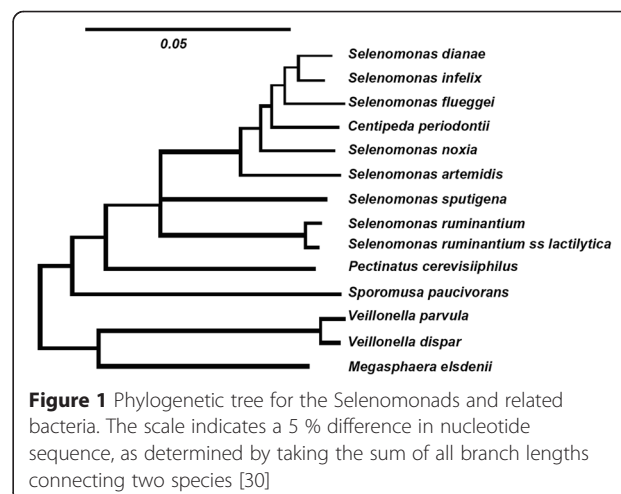 0.05
Selenomonas dianae
Selenomonas infelix
Selenomonas flueggei
Centipeda periodontii
Selenomonas noxia
Selenomonas artemidis
Selenomonas sputigena
Selenomonas ruminantium
Selenomonas ruminantium ss lactilytica
Pectinatus cerevisiiphilus
Sporomusa paucivorans
Veillonella parvula
Veillonella dispar
Megasphaera elsdenii
Figure 1 Phylogenetic tree for the Selenomonads and related
bacteria. The scale indicates a 5 % difference in nucleotide
sequence, as determined by taking the sum of all branch lengths
connecting two species [30]